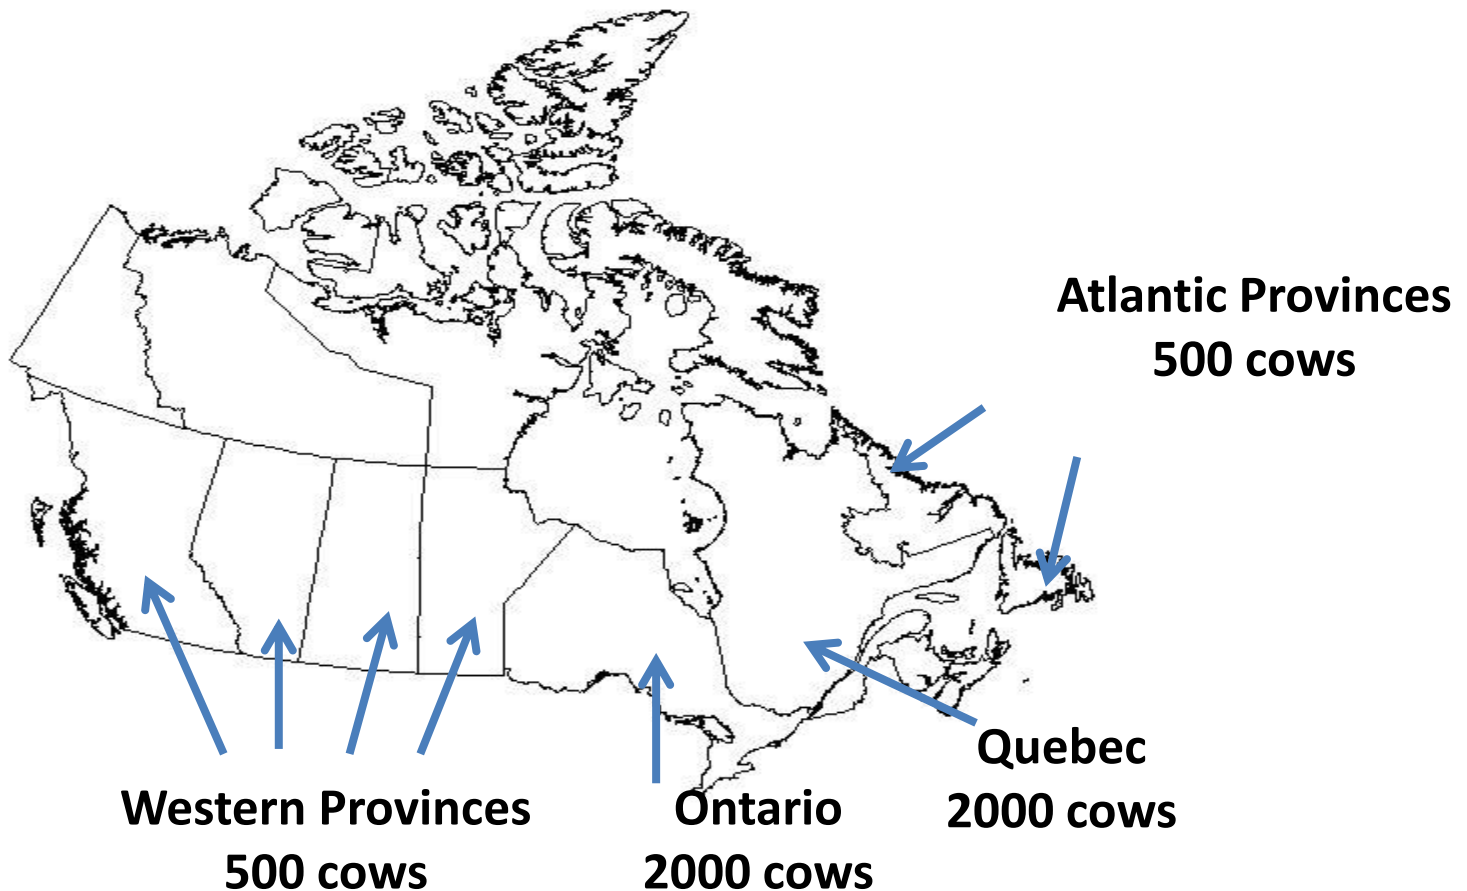 Atlantic Provinces
500 cows
Quebec
2000 cows
Western Provinces
500 cows
Ontario
2000 cows